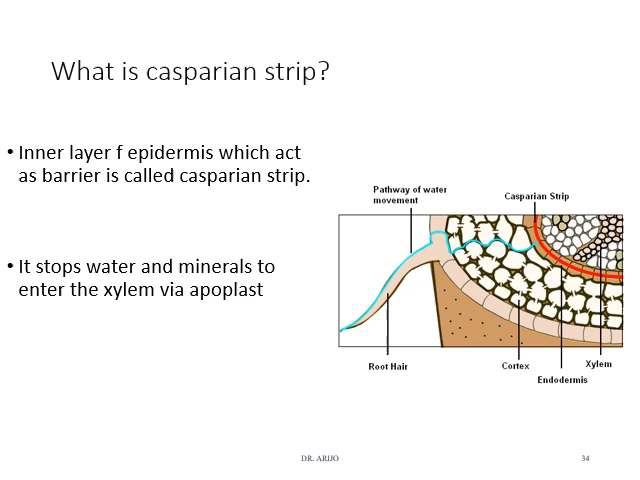 What is casparian strip?
• Inner layer f epidermis which act
as barrier is called casparian strip.
• It stops water and minerals to
enter the xylem via apoplast
Pathway of water
movement
Casparian Strip
Root Hair
Cortex
Xylem
Endodermis
DR. ARIJO
34